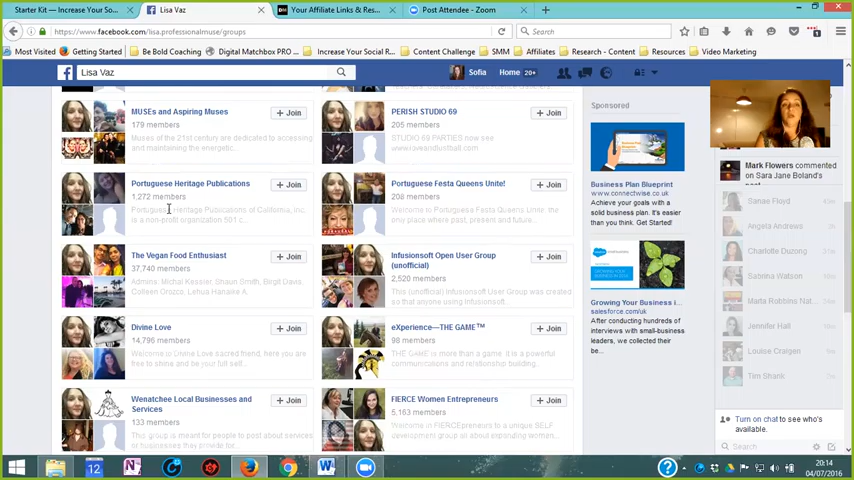 Starter Kit — Increase Your So...
Lisa Vaz
Your Affiliate Links & Res...
Post Attendee - Zoom
https://www.facebook.com/lisa.professionalmuse/groups
Search
Most Visited
Getting Started
Be Bold Coaching
Digital Matchbox PRO ...
Increase Your Social R...
Content Challenge
SMM
Affiliates
Research - Content
Resources
Video Marketing
Lisa Vaz
Sofia
Home 20+
MUSEs and Aspiring Muses
179 members
Muses of the 21st century are dedicated to accessing
and maintaining the energetic...
+ Join
PERISH STUDIO 69
205 members
STUDIO 69 PARTIES now see
+ Join
Portuguese Heritage Publications
1,272 members
Portuguese Heritage Publications of California, Inc.
is a non-profit organization 501 c...
+ Join
Portuguese Festa Queens Unite!
208 members
Welcome to Portuguese Festa Queens Unite, the
only place where past, present and future...
+ Join
The Vegan Food Enthusiast
37,740 members
Admins: Michal Kessler, Shaun Smith, Birgit Davis,
Colleen Orozco, Lehua Hanaike A.
+ Join
Infusionsoft Open User Group
(unofficial)
2,520 members
This (unofficial) Infusionsoft User Group was created
so that anyone using Infusionsoft...
+ Join
Divine Love
14,796 members
Welcome to Divine Love sacred friend, here you are
free to shine and be your full self...
+ Join
eXperience—THE GAME™
98 members
THE GAME is more than a game. It is a powerful
communications and relationship building...
+ Join
Wenatchee Local Businesses and
Services
133 members
This group is meant for people to post about services
or businesses they provide for...
+ Join
FIERCE Women Entrepreneurs
5,163 members
Welcome to FIERCEpreneurs to a unique SELF
development group all about expanding women...
+ Join
Sponsored
Business Plan Blueprint
www.connectwise.co.uk
Achieve your goals with a
solid business plan. It's easier
than you think. Get Started!
Growing Your Business i...
salesforce.com/uk
After conducting hundreds of
interviews with small-business
leaders, we collected their
be...
Mark Flowers commented
on Sara Jane Boland's
post
Sanae Floyd
Angela Andrews
Charlotte Duzong
Sabrina Watson
Marta Robbins Nat...
Jennifer Hall
Louise Craigen
Tim Shank
Turn on chat to see who's
available.
Search
20:14
04/07/2016